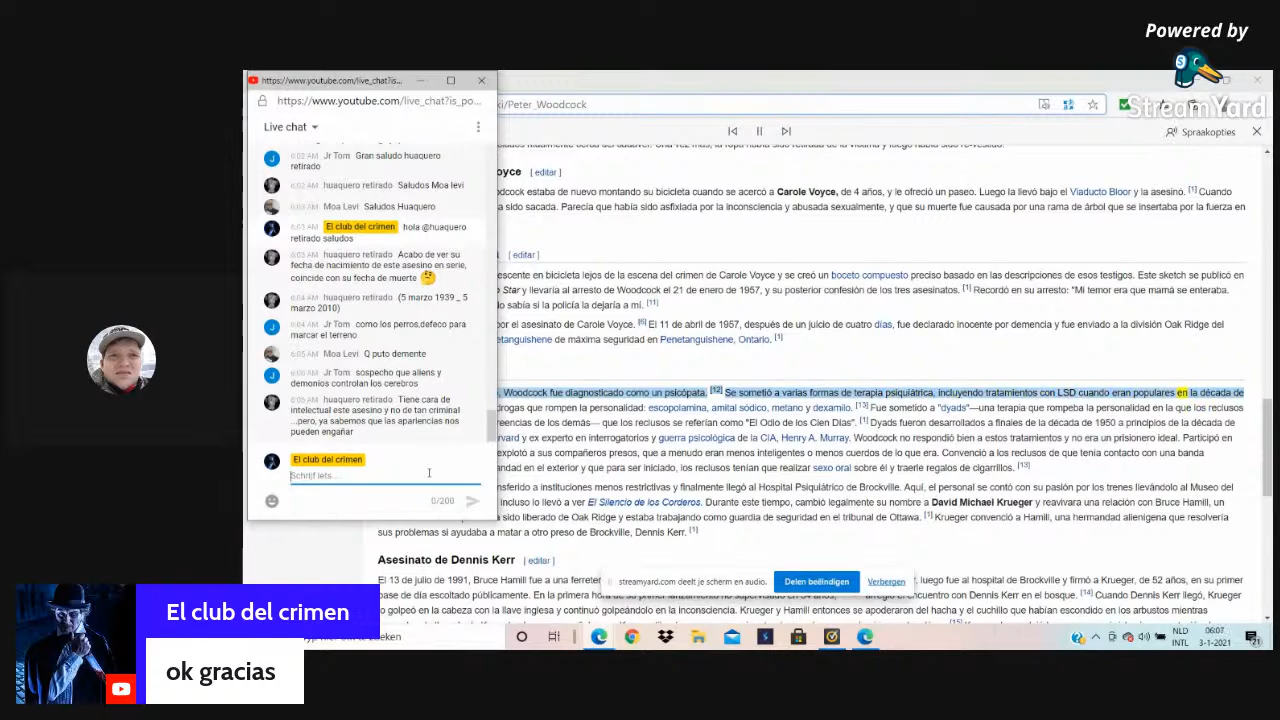 Powered by
StreamYard
https://www.youtube.com/live_chat?is...
https://www.youtube.com/live_chat?is_po...
Live chat
6:02 AM Jr Tom Gran saludo huaquero
retirado
6:02 AM huaquero retirado Saludos Moa levi
6:03 AM Moa Levi Saludos Huaquero
6:03 AM El club del crimen hola @huaquero
retirado saludos
6:03 AM huaquero retirado Acabo de ver su
fecha de nacimiento de este asesino en serie,
coincide con su fecha de muerte 🤔
6:04 AM huaquero retirado .(5 marzo 1939 _ 5
marzo 2010)
6:04 AM Jr Tom como los perros,defeco para
marcar el terreno
6:05 AM Moa Levi Q puto demente
Jr Tom sospecho que aliens y
demonios controlan los cerebros
huaquero retirado Tiene cara de
intelectual este asesino y no de tan criminal
...pero, ya sabemos que las apariencias nos
pueden engañar
El club del crimen
Schrijf iets...
0/200
ki/Peter_Woodcock
Spraakopties
oyce [ editar ]
odcock estaba de nuevo montando su bicicleta cuando se acercó a Carole Voyce, de 4 años, y le ofreció un paseo. Luego la llevó bajo el Viaducto Bloor y la asesinó. [1] Cuando
sido sacada. Parecía que había sido asfixiada por la inconsciencia y abusada sexualmente, y que su muerte fue causada por una rama de árbol que se insertaba por la fuerza en
[ editar ]
escente en bicicleta lejos de la escena del crimen de Carole Voyce y se creó un boceto compuesto preciso basado en las descripciones de esos testigos. Este sketch se publicó en
Star y llevaría al arresto de Woodcock el 21 de enero de 1957, y su posterior confesión de los tres asesinatos. [1] Recordó en su arresto: "Mi temor era que mamá se enterara.
sabía si la policía la dejaría a mí. [11]
por el asesinato de Carole Voyce. [6] El 11 de abril de 1957, después de un juicio de cuatro días, fue declarado inocente por demencia y fue enviado a la división Oak Ridge del
etanguishene de máxima seguridad en Penetanguishene, Ontario. [1]
, Woodcock fue diagnosticado como un psicópata. [12] Se sometió a varias formas de terapia psiquiátrica, incluyendo tratamientos con LSD cuando eran populares en la década de
drogas que rompen la personalidad: escopolamina, amital sódico, metano y dexamilo. [13] Fue sometido a "dyads"—una terapia que rompeba la personalidad en la que los reclusos
reencias de los demás— que los reclusos se referían como "El Odio de los Cien Días". [1] Dyads fueron desarrollados a finales de la década de 1950 a principios de la década de
rvard y ex experto en interrogatorios y guerra psicológica de la CIA, Henry A. Murray. Woodcock no respondió bien a estos tratamientos y no era un prisionero ideal. Participó en
explotó a sus compañeros presos, que a menudo eran menos inteligentes o menos cuerdos de lo que era. Convenció a los reclusos de que tenían contacto con una banda
andad en el exterior y que para ser iniciado, los reclusos tenían que realizar sexo oral sobre él y traerle regalos de cigarrillos. [13]
nsferido a instituciones menos restrictivas y finalmente llegó al Hospital Psiquiátrico de Brockville. Aquí, el personal se contó con su pasión por los trenes llevándolo al Museo del
incluso lo llevó a ver El Silencio de los Corderos. Durante este tiempo, cambió legalmente su nombre a David Michael Krueger y reavivara una relación con Bruce Hamill, un
a sido liberado de Oak Ridge y estaba trabajando como guardia de seguridad en el tribunal de Ottawa. [1] Krueger convenció a Hamill, una hermandad alienígena que resolvería
sus problemas si ayudaba a matar a otro preso de Brockville, Dennis Kerr. [1]
Asesinato de Dennis Kerr [ editar ]
El 13 de julio de 1991, Bruce Hamill fue a una ferreter luego fue al hospital de Brockville y firmó a Krueger, de 52 años, en su primer
base de día escoltado públicamente. En la primera hora encuentro con Dennis Kerr en el bosque. [14] Cuando Dennis Kerr llegó, Krueger
golpeó en la cabeza con la llave inglesa y continuó golpeándolo en la inconsciencia. Krueger y Hamill entonces se apoderaron del hacha y el cuchillo que habían escondido en los arbustos mientras
streamyard.com deelt je scherm en audio.
Delen beëindigen
Verbergen
zoeken
NLD
INTL
06:07
3-1-2021
21
El club del crimen
ok gracias